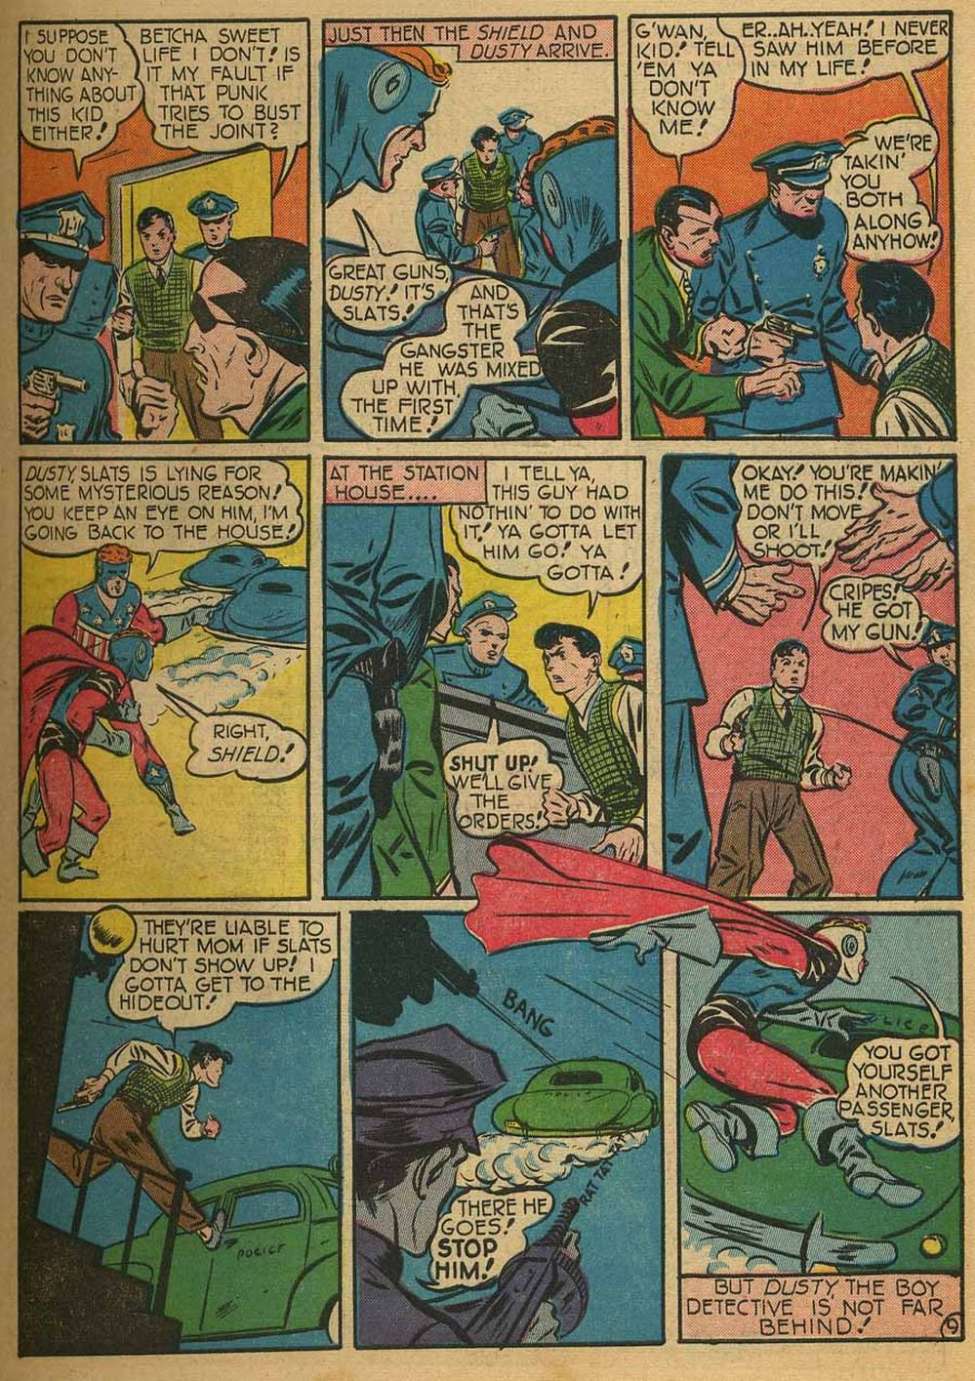 I SUPPOSE
YOU DON'T
KNOW ANY-
THING ABOUT
THIS KID
EITHER!
BETCHA SWEET
LIFE I DON'T! IS
IT MY FAULT IF
THAT PUNK
TRIES TO BUST
THE JOINT?
JUST THEN THE SHIELD AND
DUSTY ARRIVE.
GREAT GUNS,
DUSTY! IT'S
SLATS!
AND
THAT'S
THE
GANGSTER
HE WAS MIXED
UP WITH,
THE FIRST
TIME!
G'WAN,
KID! TELL
'EM YA
DON'T
KNOW
ME!
ER..AH..YEAH! I NEVER
SAW HIM BEFORE
IN MY LIFE!
WE'RE
TAKIN'
YOU
BOTH
ALONG
ANYHOW!
DUSTY, SLATS IS LYING FOR
SOME MYSTERIOUS REASON!
YOU KEEP AN EYE ON HIM, I'M
GOING BACK TO THE HOUSE!
RIGHT,
SHIELD!
AT THE STATION
HOUSE....
I TELL YA,
THIS GUY HAD
NOTHIN' TO DO WITH
IT! YA GOTTA LET
HIM GO! YA
GOTTA!
SHUT UP!
WE'LL GIVE
THE
ORDERS!
OKAY! YOU'RE MAKIN'
ME DO THIS!
DON'T MOVE
OR I'LL
SHOOT!
CRIPES!
HE GOT
MY GUN!
THEY'RE LIABLE TO
HURT MOM IF SLATS
DON'T SHOW UP! I
GOTTA GET TO THE
HIDEOUT!
POLICE
BANG
POLICE
RAT TAT TAT
THERE HE
GOES!
STOP
HIM!
POLICE
YOU GOT
YOURSELF
ANOTHER
PASSENGER,
SLATS!
BUT DUSTY, THE BOY
DETECTIVE IS NOT FAR
BEHIND!
9